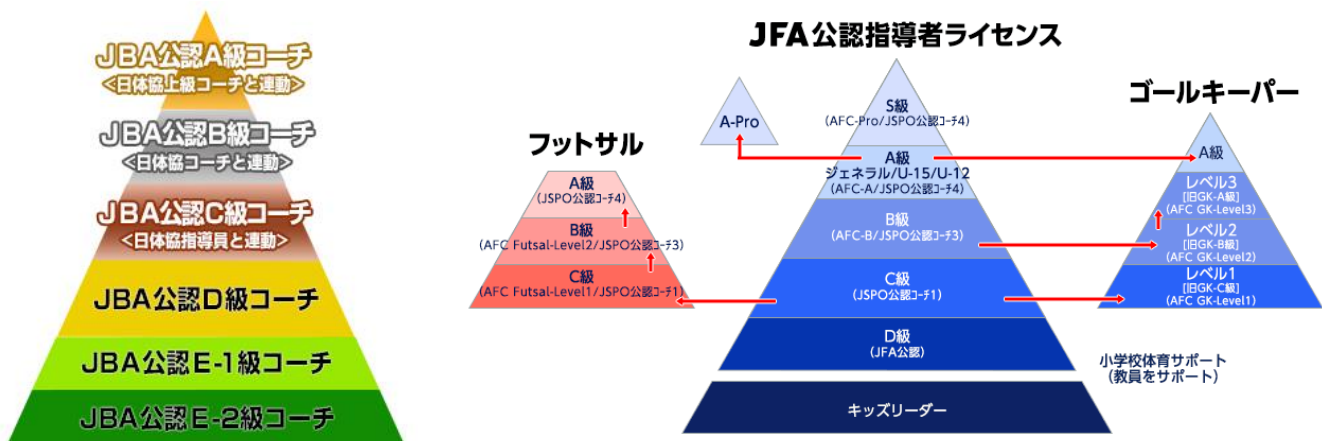 JBA公認A級コーチ
<日体協上級コーチと連動>
JBA公認B級コーチ
<日体協コーチと連動>
JBA公認C級コーチ
<日体協指導員と連動>
JBA公認D級コーチ
JBA公認E-1級コーチ
JBA公認E-2級コーチ
JFA公認指導者ライセンス
フットサル
A級
(JSPO公認コーチ4)
B級
(AFC Futsal-Level2/JSPO公認コーチ3)
C級
(AFC Futsal-Level1/JSPO公認コーチ1)
A-Pro
S級
(AFC-Pro/JSPO公認コーチ4)
A級
ジェネラル/U-15/U-12
(AFC-A/JSPO公認コーチ4)
B級
(AFC-B/JSPO公認コーチ3)
C級
(JSPO公認コーチ1)
D級
(JFA公認)
キッズリーダー
ゴールキーパー
A級
レベル3
[旧GK-A級]
(AFC GK-Level3)
レベル2
[旧GK-B級]
(AFC GK-Level2)
レベル1
[旧GK-C級]
(AFC GK-Level1)
小学校体育サポート
(教員をサポート)